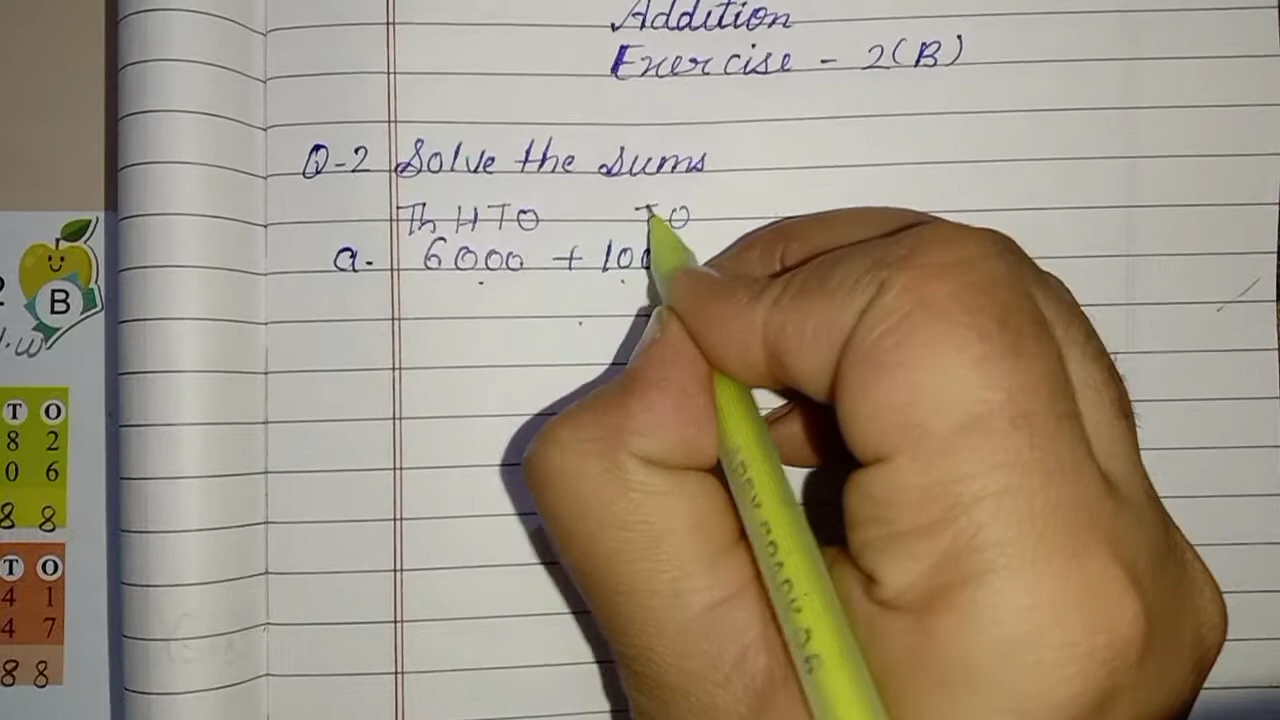 Addition
Exercise - 2(B)
Q-2 Solve the sums
Th H T O T O
a. 6000 + 100
B
T O
8 2
0 6
8 8
T O
4 1
4 7
8 8